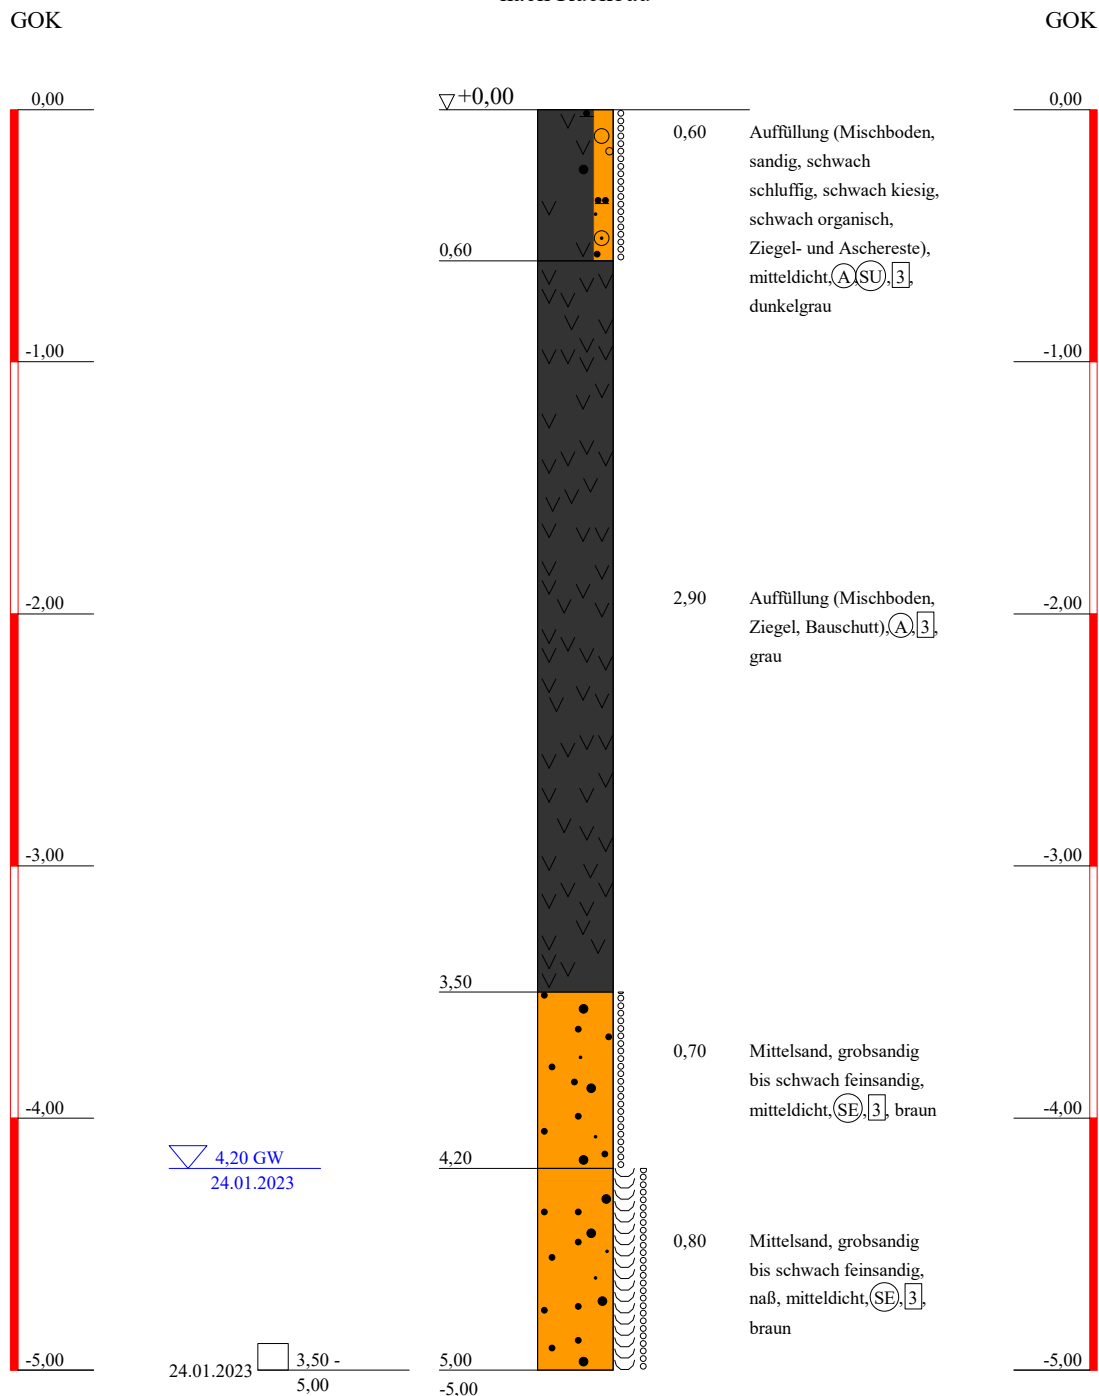 GOK
GOK
0,00
+0,00
0,00
0,60
Auffüllung (Mischboden,
sandig, schwach
schluffig, schwach kiesig,
schwach organisch,
Ziegel- und Aschereste),
mitteldicht, A, SU, 3,
dunkelgrau
0,60
-1,00
-1,00
2,90
Auffüllung (Mischboden,
Ziegel, Bauschutt), A, 3,
grau
-2,00
-2,00
-3,00
-3,00
3,50
0,70
Mittelsand, grobsandig
bis schwach feinsandig,
mitteldicht, SE, 3, braun
-4,00
-4,00
4,20 GW
24.01.2023
4,20
0,80
Mittelsand, grobsandig
bis schwach feinsandig,
naß, mitteldicht, SE, 3,
braun
-5,00
24.01.2023
3,50 -
5,00
5,00
-5,00
-5,00